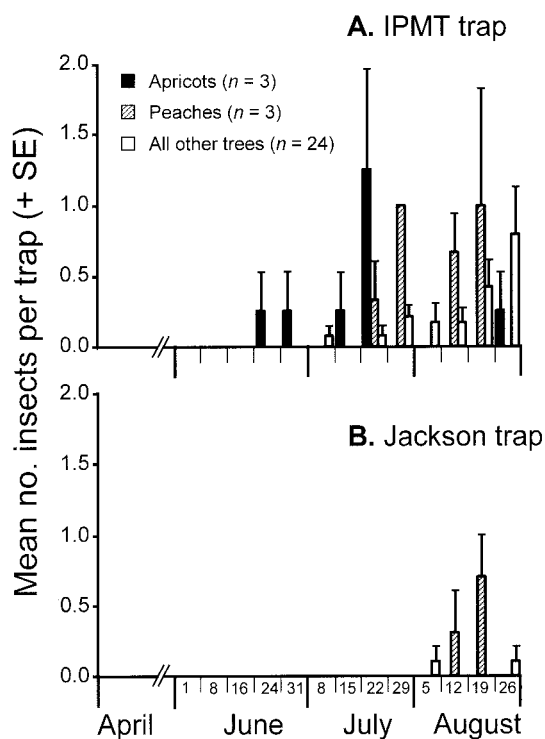 A. IPMT trap
2.0
Apricots (n = 3)
Peaches (n = 3)
1.5
All other trees (n = 24)
1.0
0.5
0.0
Mean no. insects per trap (+ SE)
2.0
B. Jackson trap
1.5
1.0
0.5
0.0
1 8 16 24 31 8 15 22 29 5 12 19 26
April June July August